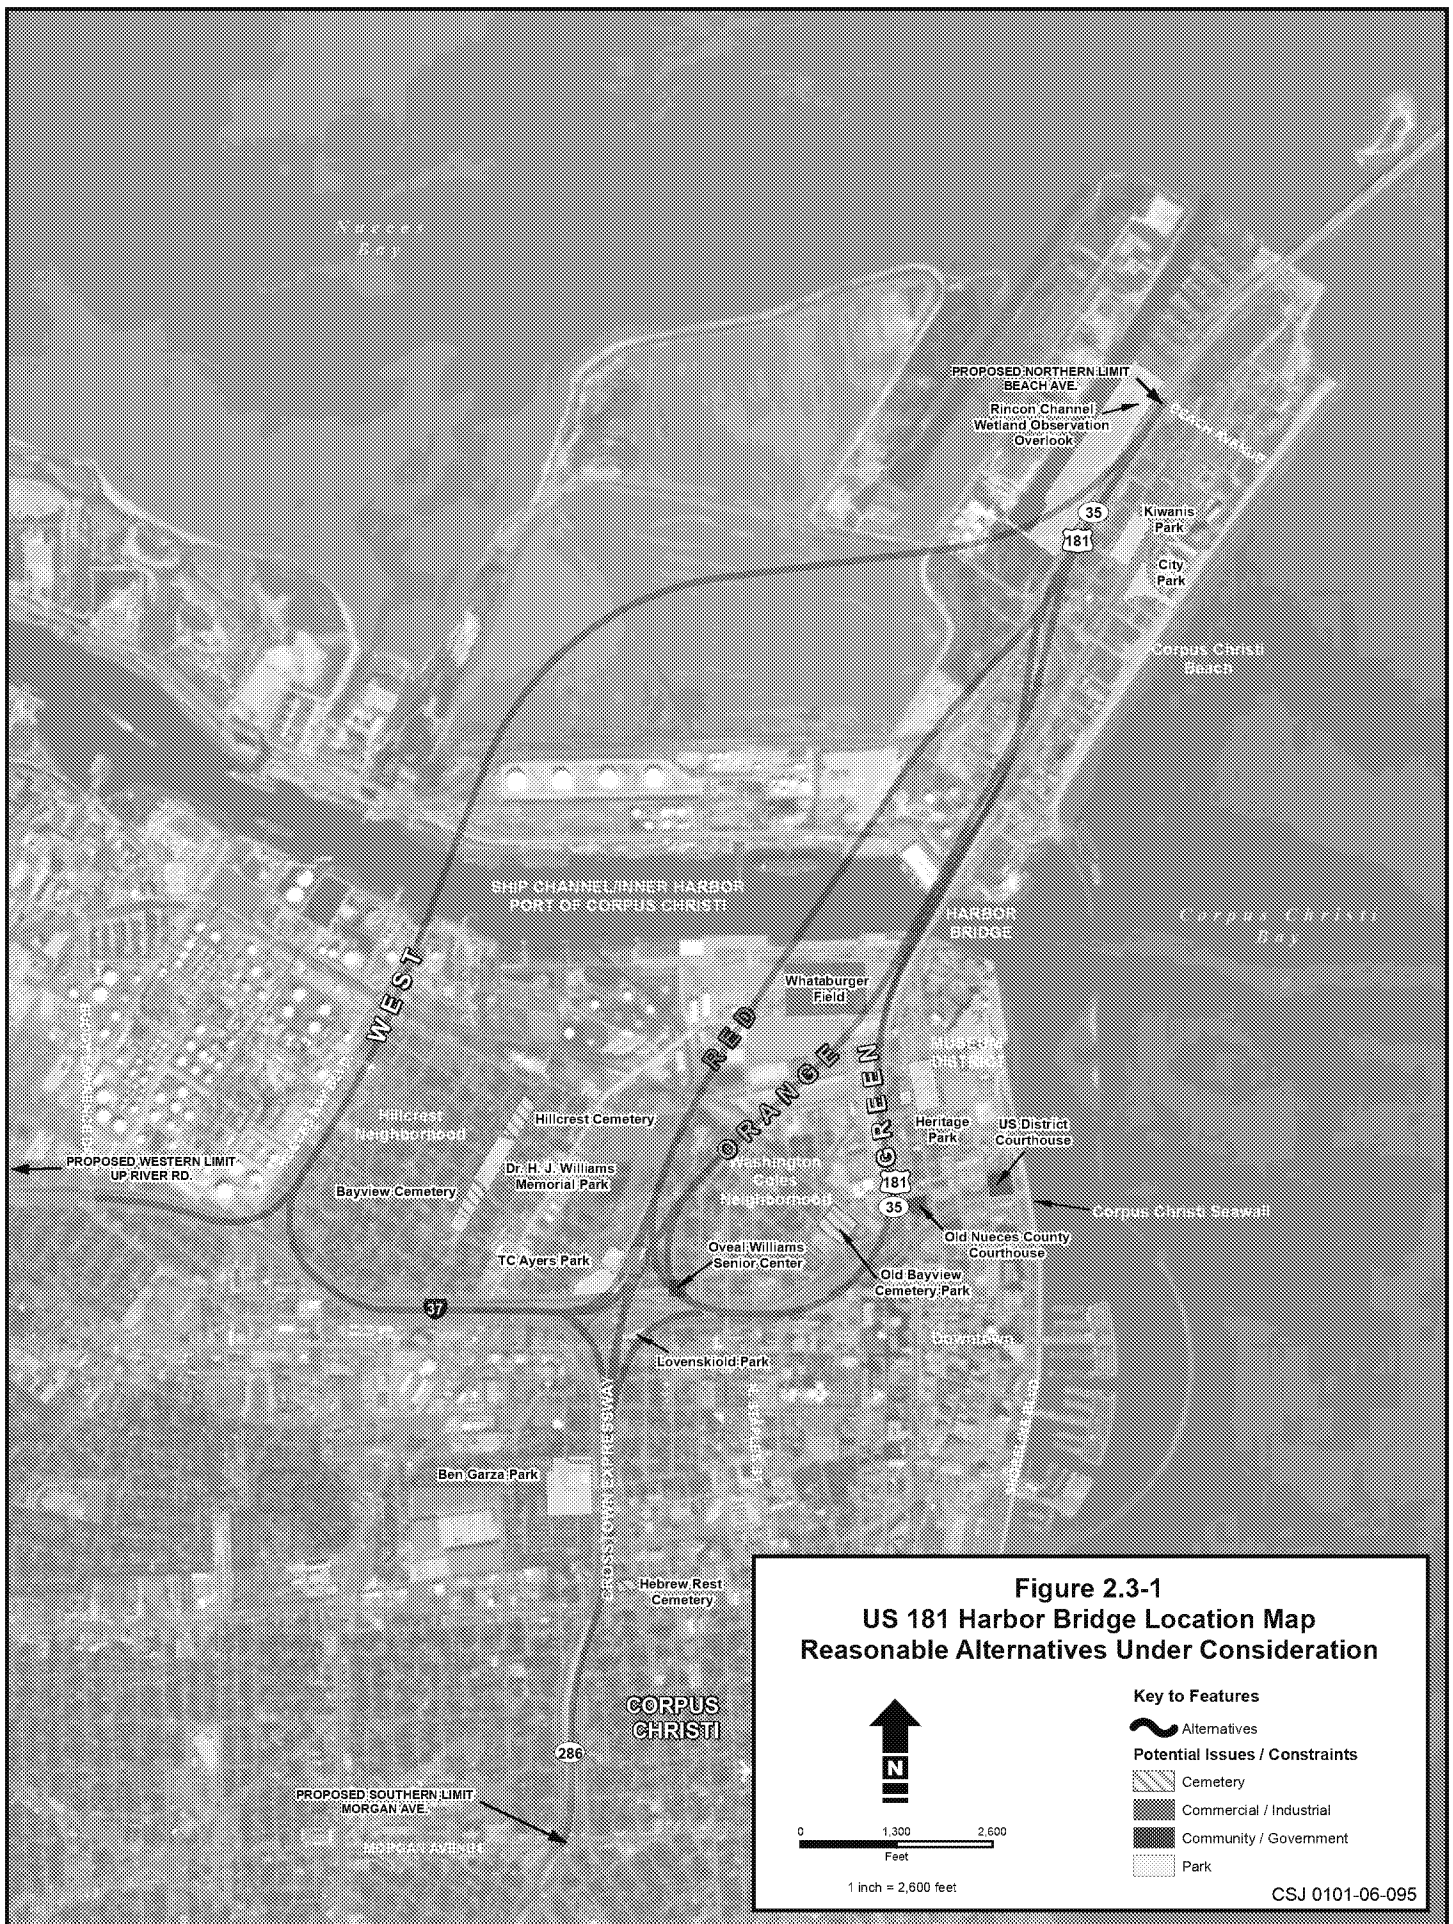 Nueces
Bay
PROPOSED NORTHERN LIMIT
BEACH AVE.
Rincon Channel
Wetland Observation
Overlook
35
181
Kiwanis
Park
City
Park
Corpus Christi
Beach
SHIP CHANNEL/INNER HARBOR
PORT OF CORPUS CHRISTI
HARBOR
BRIDGE
Corpus Christi
Bay
WEST
Whataburger
Field
RED
ORANGE
GREEN
MUSEUM
DISTRICT
Hillcrest
Neighborhood
Hillcrest Cemetery
Heritage
Park
US District
Courthouse
PROPOSED WESTERN LIMIT
UP RIVER RD.
Dr. H. J. Williams
Memorial Park
Washington
Coles
Neighborhood
Bayview Cemetery
181
35
Corpus Christi Seawall
Old Nueces County
Courthouse
TC Ayers Park
Oveal Williams
Senior Center
Old Bayview
Cemetery Park
37
Downtown
Lovenskiold Park
CROSSTOWN EXPRESSWAY
Ben Garza Park
Hebrew Rest
Cemetery
CORPUS
CHRISTI
286
PROPOSED SOUTHERN LIMIT
MORGAN AVE.
Figure 2.3-1
US 181 Harbor Bridge Location Map
Reasonable Alternatives Under Consideration
N
0 1,300 2,600
Feet
1 inch = 2,600 feet
Key to Features
Alternatives
Potential Issues / Constraints
Cemetery
Commercial / Industrial
Community / Government
Park
CSJ 0101-06-095